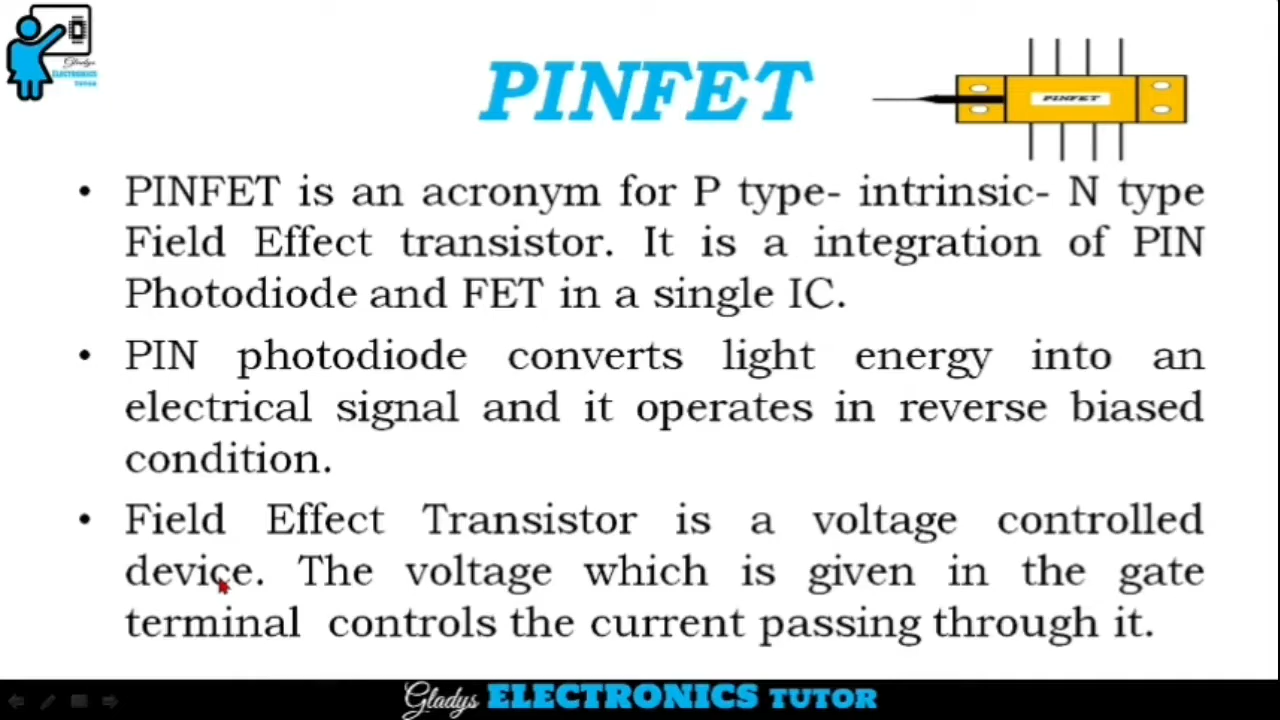 Gladys
ELECTRONICS
TUTOR
PINFET
PINFET
• PINFET is an acronym for P type- intrinsic- N type
Field Effect transistor. It is a integration of PIN
Photodiode and FET in a single IC.
• PIN photodiode converts light energy into an
electrical signal and it operates in reverse biased
condition.
• Field Effect Transistor is a voltage controlled
device. The voltage which is given in the gate
terminal controls the current passing through it.
Gladys ELECTRONICS TUTOR